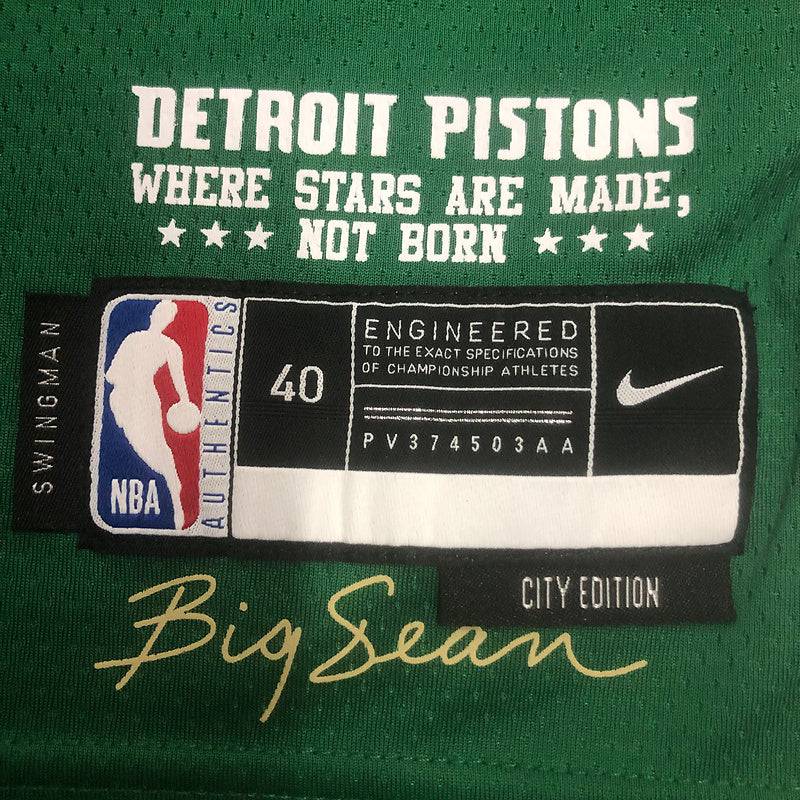 DETROIT PISTONS
WHERE STARS ARE MADE,
★★★ NOT BORN ★★★
SWINGMAN
NBA
AUTHENTICS
40
ENGINEERED
TO THE EXACT SPECIFICATIONS
OF CHAMPIONSHIP ATHLETES
PV374503AA
CITY EDITION
Big Sean